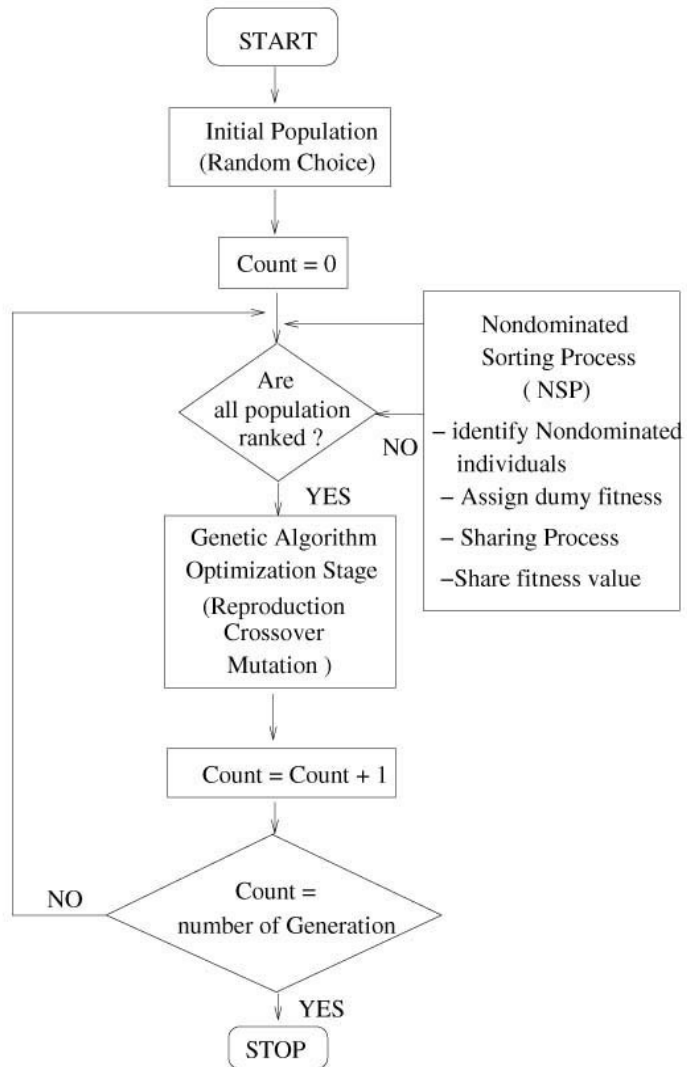 START
Initial Population
(Random Choice)
Count = 0
Are
all population
ranked ?
NO
Nondominated
Sorting Process
( NSP)
– identify Nondominated
individuals
– Assign dumy fitness
– Sharing Process
–Share fitness value
YES
Genetic Algorithm
Optimization Stage
(Reproduction
Crossover
Mutation )
Count = Count + 1
NO
Count =
number of Generation
YES
STOP